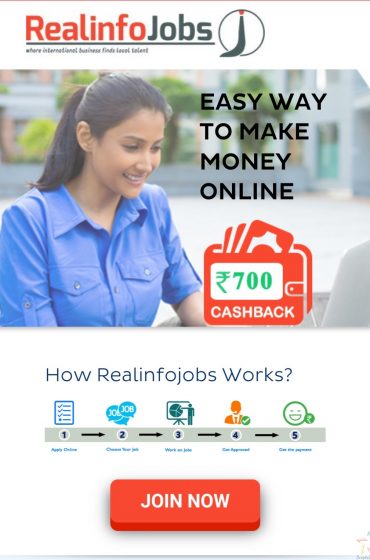 RealinfoJobs
where international business finds local talent
EASY WAY
TO MAKE
MONEY
ONLINE
₹700
CASHBACK
How Realinfojobs Works?
JOB JOB
1 2 3 4 5
Apply Online Choose Your Job Work on Jobs Get Approved Get the payment
JOIN NOW